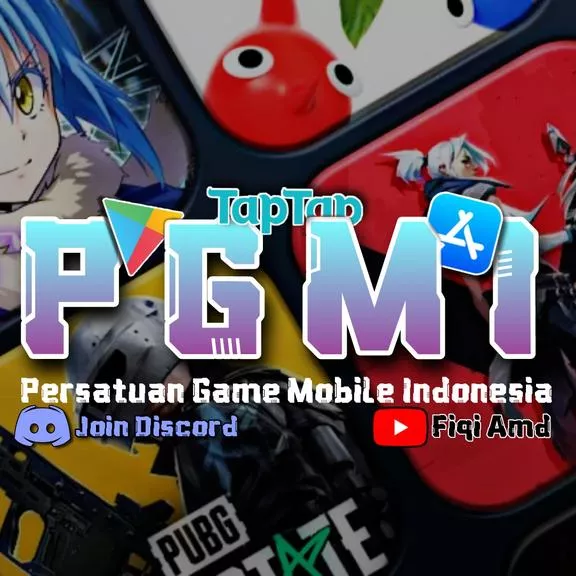 TapTap
PGMI
Persatuan Game Mobile Indonesia
Join Discord
Fiqi Amd
PUBG